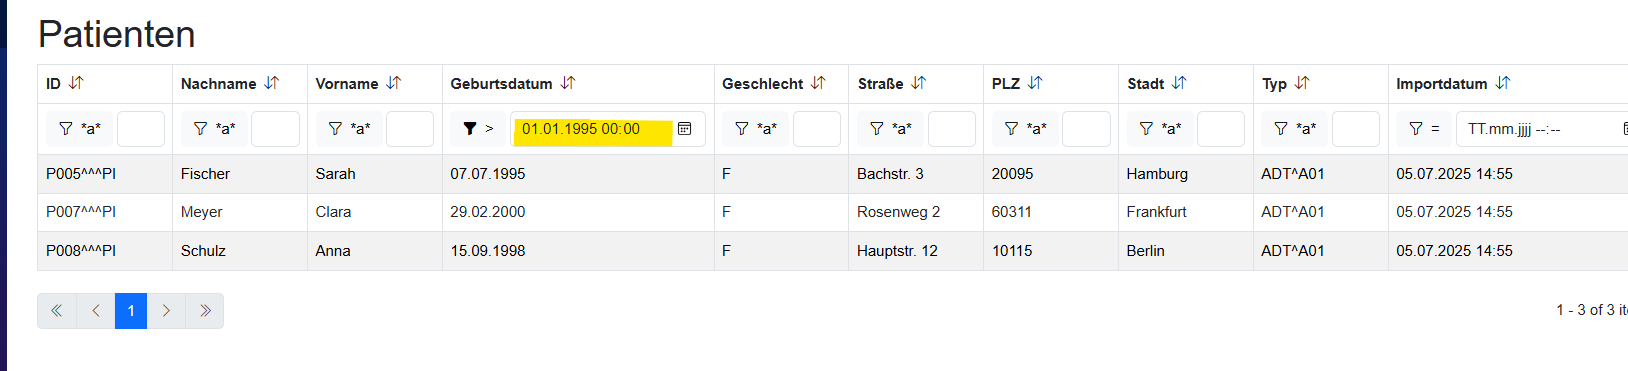 Patienten
ID Nachname Vorname Geburtsdatum Geschlecht Straße PLZ Stadt Typ Importdatum
*a* *a* *a* > 01.01.1995 00:00 *a* *a* *a* *a* *a* = TT.mm.jjjj --:--
P005^^^PI Fischer Sarah 07.07.1995 F Bachstr. 3 20095 Hamburg ADT^A01 05.07.2025 14:55
P007^^^PI Meyer Clara 29.02.2000 F Rosenweg 2 60311 Frankfurt ADT^A01 05.07.2025 14:55
P008^^^PI Schulz Anna 15.09.1998 F Hauptstr. 12 10115 Berlin ADT^A01 05.07.2025 14:55
« < 1 > »
1 - 3 of 3 ite